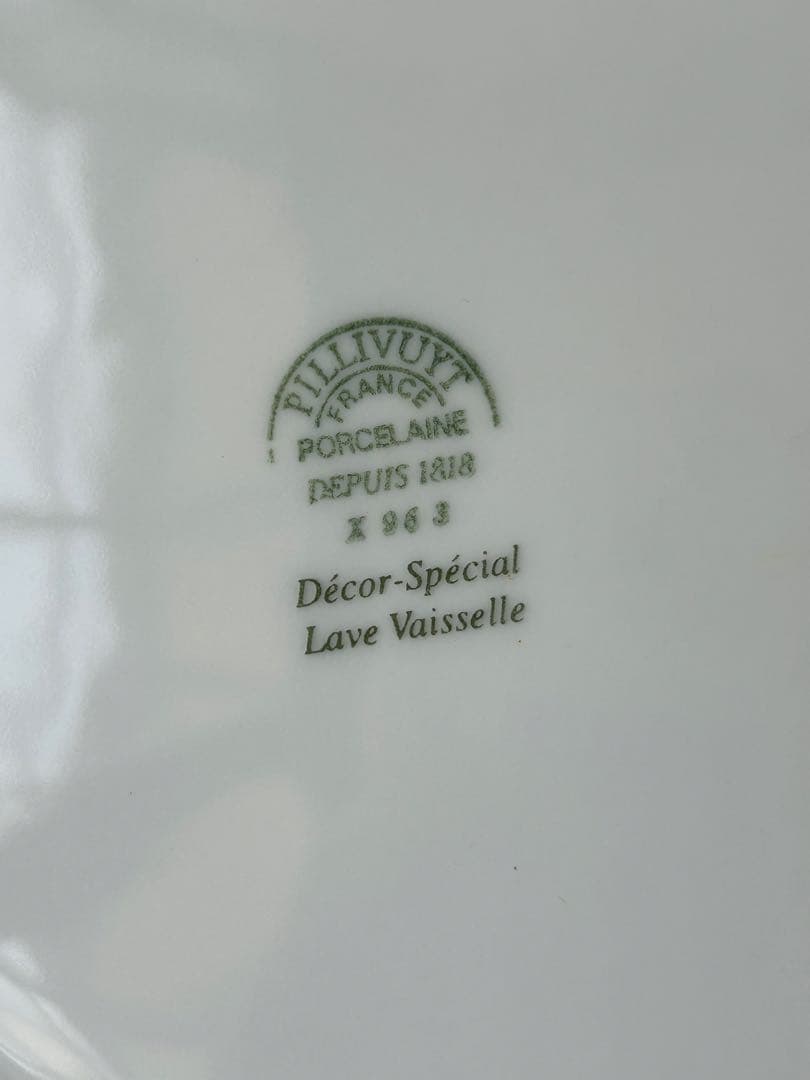 PILLIVUYT
FRANCE
PORCELAINE
DEPUIS 1818
X 96 3
Décor-Spécial
Lave Vaisselle